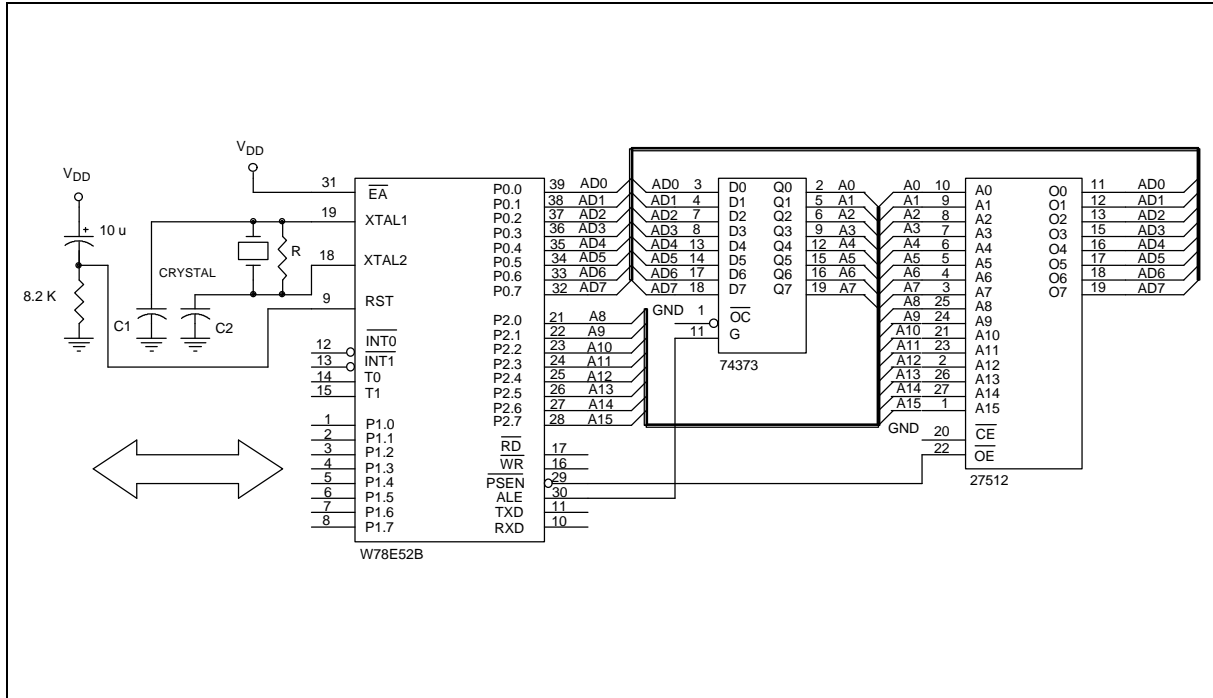 VDD
10 u
8.2 K
VDD
C1
CRYSTAL
C2
R
31 EA
19 XTAL1
18 XTAL2
9 RST
12 INT0
13 INT1
14 T0
15 T1
1 P1.0
2 P1.1
3 P1.2
4 P1.3
5 P1.4
6 P1.5
7 P1.6
8 P1.7
P0.0 39 AD0
P0.1 38 AD1
P0.2 37 AD2
P0.3 36 AD3
P0.4 35 AD4
P0.5 34 AD5
P0.6 33 AD6
P0.7 32 AD7
P2.0 21 A8
P2.1 22 A9
P2.2 23 A10
P2.3 24 A11
P2.4 25 A12
P2.5 26 A13
P2.6 27 A14
P2.7 28 A15
RD 17
WR 16
PSEN 29
ALE 30
TXD 11
RXD 10
W78E52B
AD0 3 D0 Q0 2 A0
AD1 4 D1 Q1 5 A1
AD2 7 D2 Q2 6 A2
AD3 8 D3 Q3 9 A3
AD4 13 D4 Q4 12 A4
AD5 14 D5 Q5 15 A5
AD6 17 D6 Q6 16 A6
AD7 18 D7 Q7 19 A7
GND 1 OC
11 G
74373
A0 10 A0 O0 11 AD0
A1 9 A1 O1 12 AD1
A2 8 A2 O2 13 AD2
A3 7 A3 O3 15 AD3
A4 6 A4 O4 16 AD4
A5 5 A5 O5 17 AD5
A6 4 A6 O6 18 AD6
A7 3 A7 O7 19 AD7
A8 25 A8
A9 24 A9
A10 21 A10
A11 23 A11
A12 2 A12
A13 26 A13
A14 27 A14
A15 1 A15
GND 20 CE
22 OE
27512